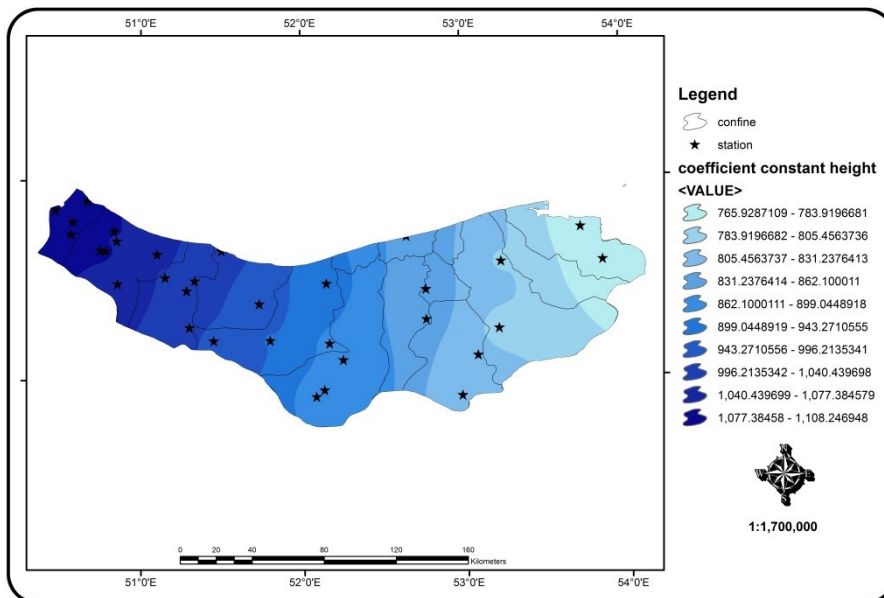 51°0'E 52°0'E 53°0'E 54°0'E
Legend
confine
station
coefficient constant height
<VALUE>
765.9287109 - 783.9196681
783.9196682 - 805.4563736
805.4563737 - 831.2376413
831.2376414 - 862.100011
862.1000111 - 899.0448918
899.0448919 - 943.2710555
943.2710556 - 996.2135341
996.2135342 - 1,040.439698
1,040.439699 - 1,077.384579
1,077.38458 - 1,108.246948
1:1,700,000
0 20 40 80 120 160
Kilometers
51°0'E 52°0'E 53°0'E 54°0'E